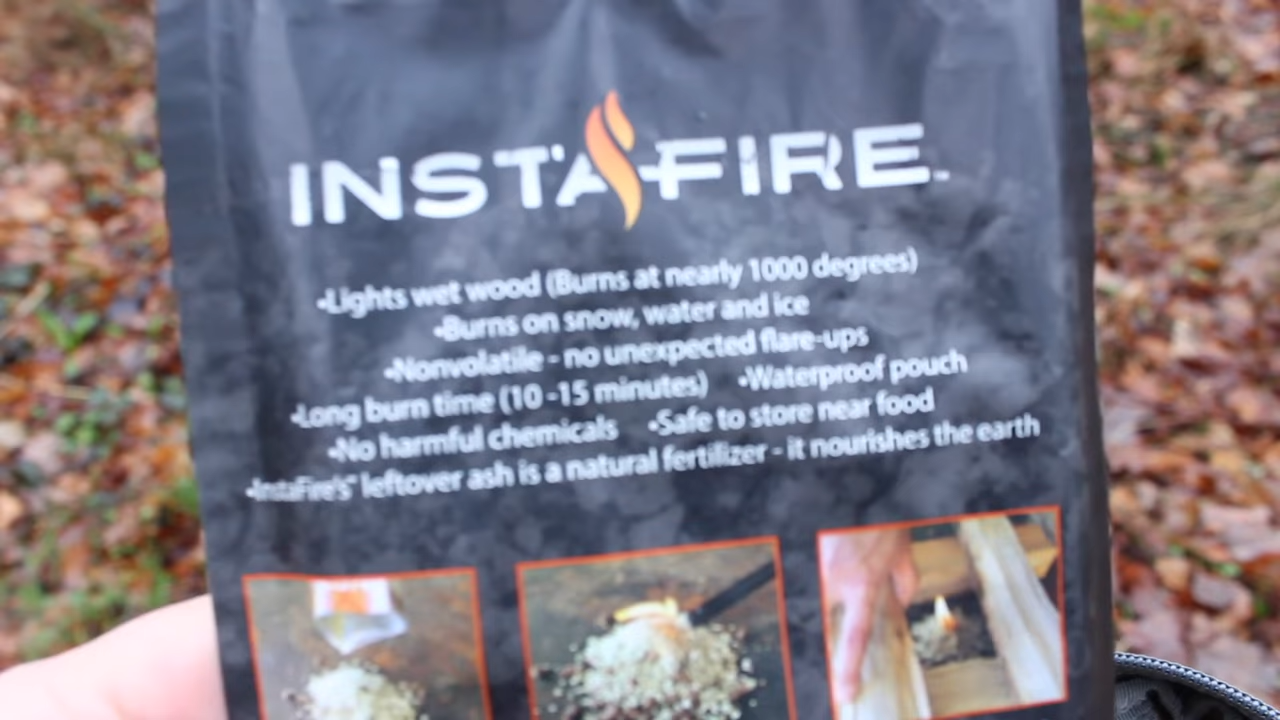 INSTAFIRE.
•Lights wet wood (Burns at nearly 1000 degrees)
•Burns on snow, water and ice
•Nonvolatile - no unexpected flare-ups
•Long burn time (10 -15 minutes) •Waterproof pouch
•No harmful chemicals •Safe to store near food
•InstaFire's™ leftover ash is a natural fertilizer - it nourishes the earth